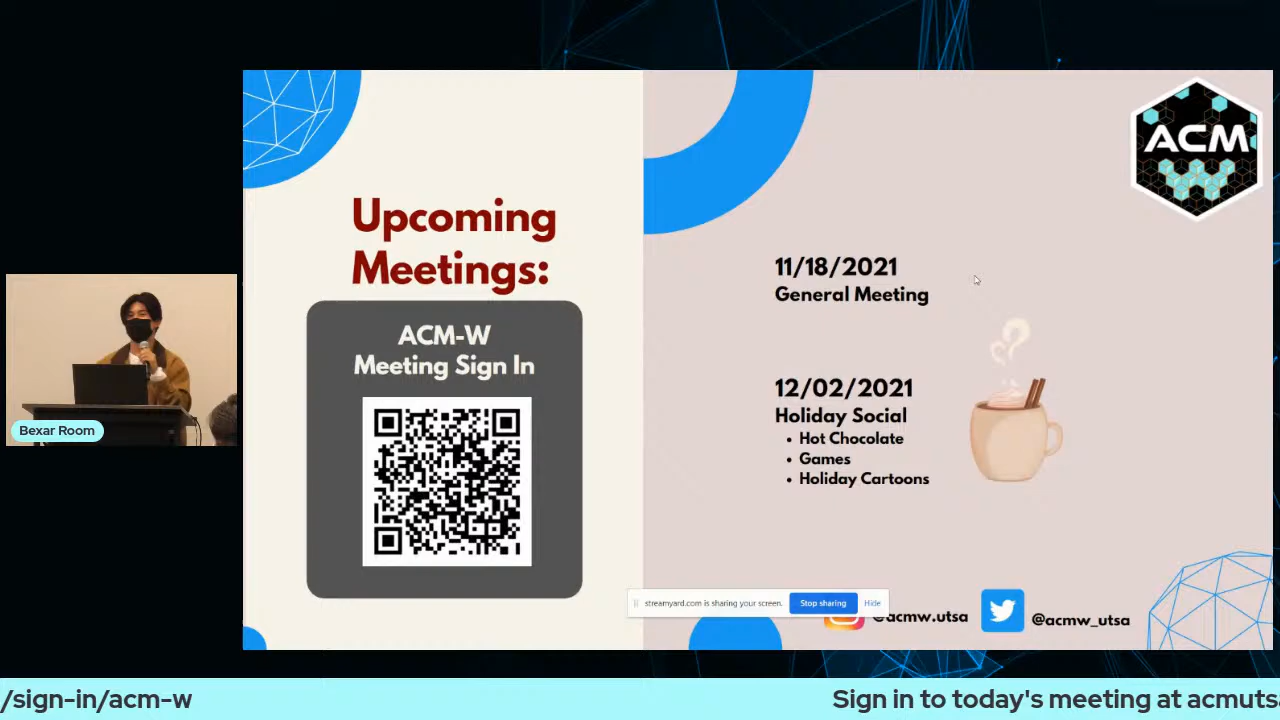 ACM
W
Upcoming
Meetings:
ACM-W
Meeting Sign In
11/18/2021
General Meeting
12/02/2021
Holiday Social
• Hot Chocolate
• Games
• Holiday Cartoons
Bexar Room
streamyard.com is sharing your screen.
Stop sharing
Hide
@acmw.utsa
@acmw_utsa
/sign-in/acm-w
Sign in to today's meeting at acmutsa